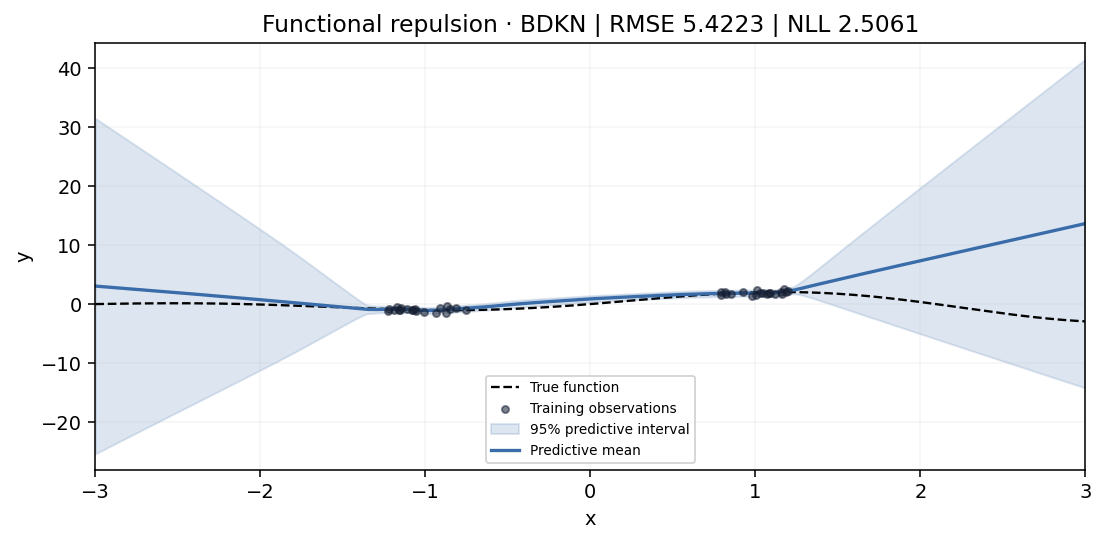 Functional repulsion · BDKN | RMSE 5.4223 | NLL 2.5061
40
30
20
10
0
−10
−20
y
True function
Training observations
95% predictive interval
Predictive mean
−3
−2
−1
0
1
2
3
x